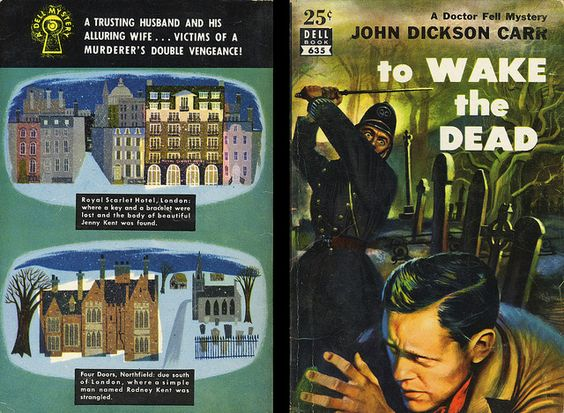 A DELL MYSTERY
A TRUSTING HUSBAND AND HIS
ALLURING WIFE . . . VICTIMS OF A
MURDERER'S DOUBLE VENGEANCE!
Royal Scarlet Hotel, London:
where a key and a bracelet were
lost and the body of beautiful
Jenny Kent was found.
Four Doors, Northfield: due south
of London, where a simple
man named Rodney Kent was
strangled.
25¢
DELL
BOOK
635
A Doctor Fell Mystery
JOHN DICKSON CARR
to WAKE
the
DEAD